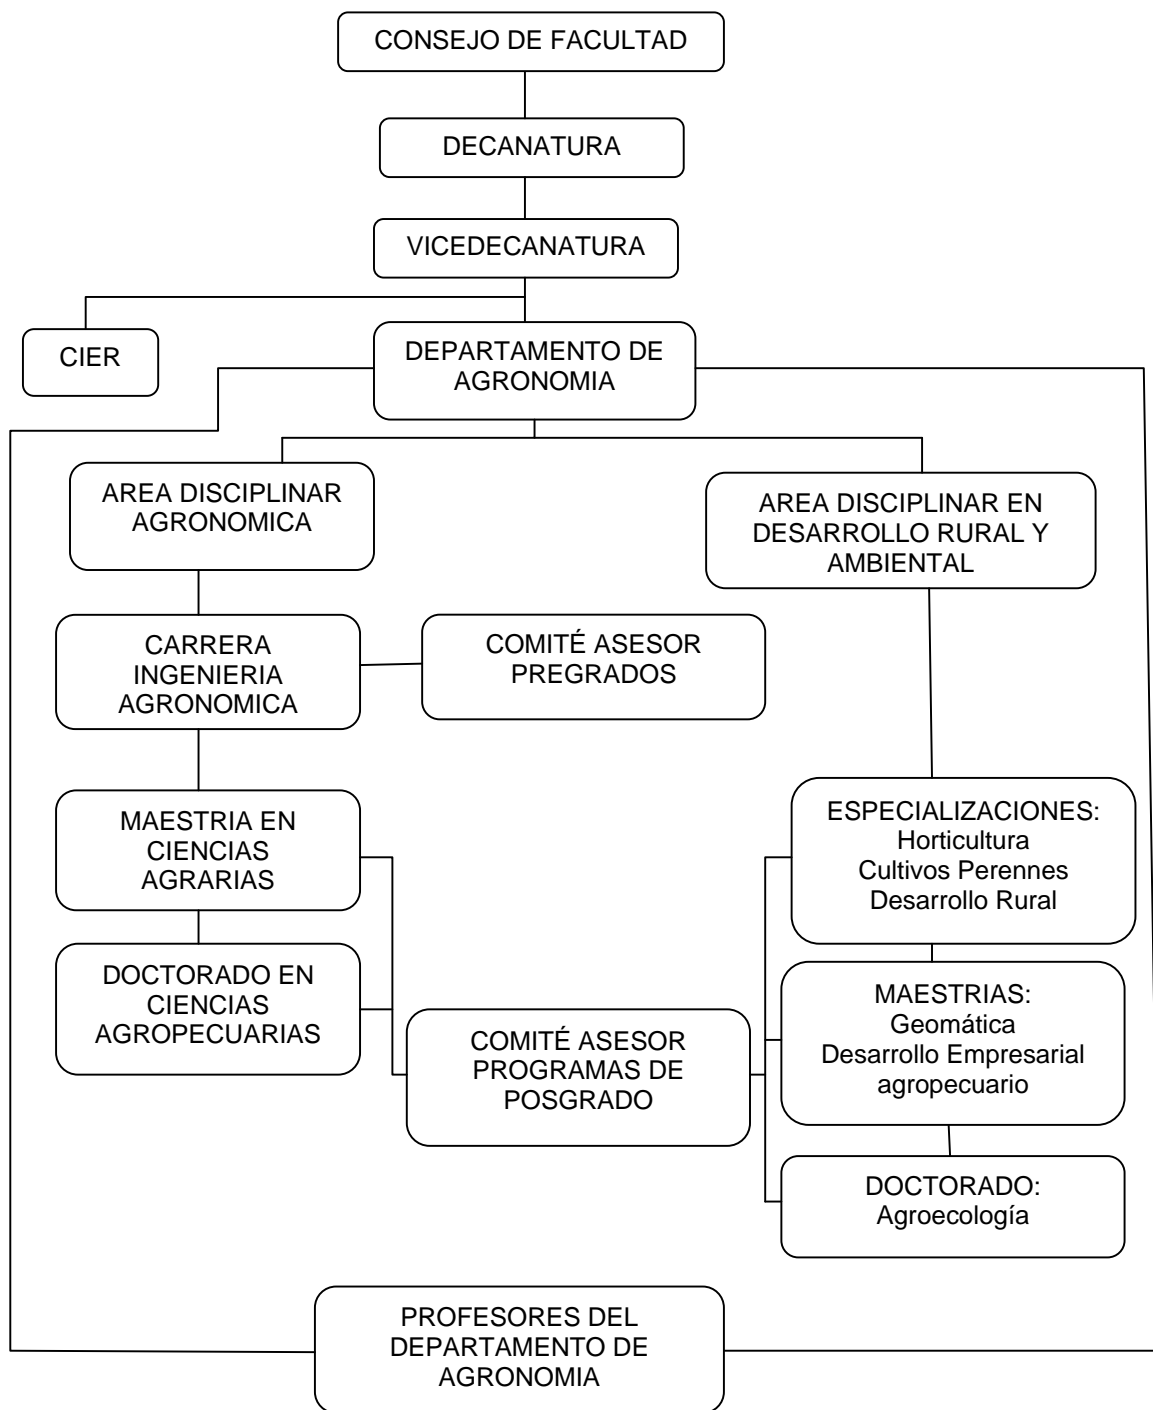 CONSEJO DE FACULTAD
DECANATURA
VICEDECANATURA
CIER
DEPARTAMENTO DE
AGRONOMIA
AREA DISCIPLINAR
AGRONOMICA
AREA DISCIPLINAR EN
DESARROLLO RURAL Y
AMBIENTAL
CARRERA
INGENIERIA
AGRONOMICA
COMITÉ ASESOR
PREGRADOS
MAESTRIA EN
CIENCIAS
AGRARIAS
ESPECIALIZACIONES:
Horticultura
Cultivos Perennes
Desarrollo Rural
DOCTORADO EN
CIENCIAS
AGROPECUARIAS
COMITÉ ASESOR
PROGRAMAS DE
POSGRADO
MAESTRIAS:
Geomática
Desarrollo Empresarial
agropecuario
DOCTORADO:
Agroecología
PROFESORES DEL
DEPARTAMENTO DE
AGRONOMIA